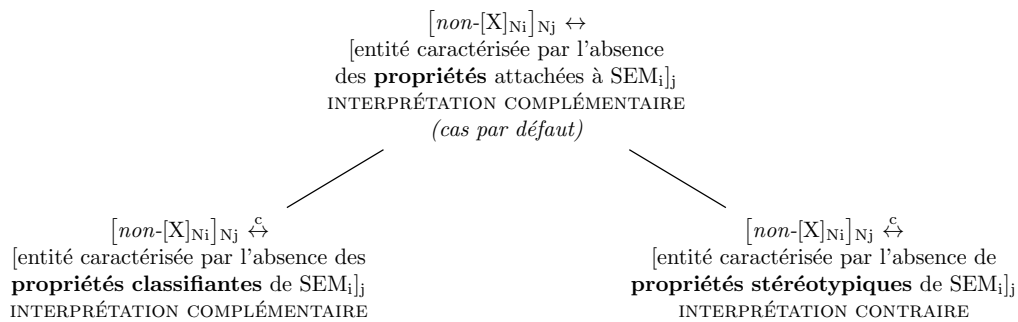 [non-[X]Ni]Nj ↔
[entité caractérisée par l'absence
des propriétés attachées à SEMi]j
INTERPRÉTATION COMPLÉMENTAIRE
(cas par défaut)
[non-[X]Ni]Nj c↔
[entité caractérisée par l'absence des
propriétés classifiantes de SEMi]j
INTERPRÉTATION COMPLÉMENTAIRE
[non-[X]Ni]Nj c↔
[entité caractérisée par l'absence de
propriétés stéréotypiques de SEMi]j
INTERPRÉTATION CONTRAIRE